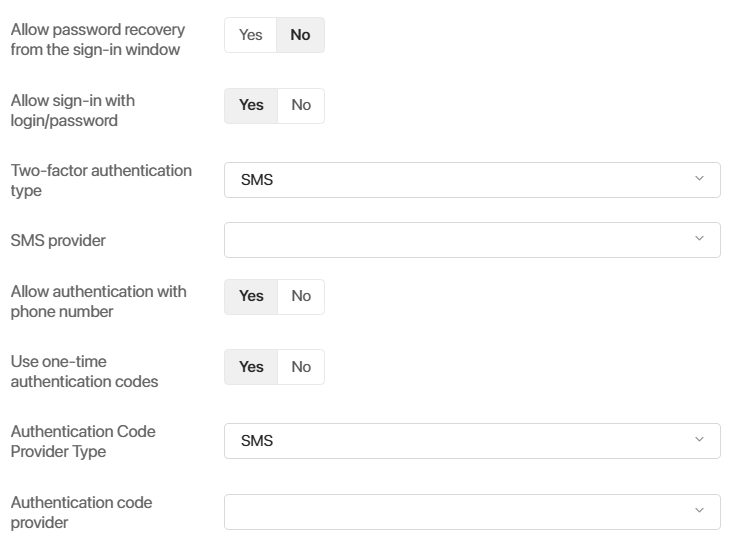 Allow password recovery
from the sign-in window
Yes No
Allow sign-in with
login/password
Yes No
Two-factor authentication
type
SMS
SMS provider
Allow authentication with
phone number
Yes No
Use one-time
authentication codes
Yes No
Authentication Code
Provider Type
SMS
Authentication code
provider